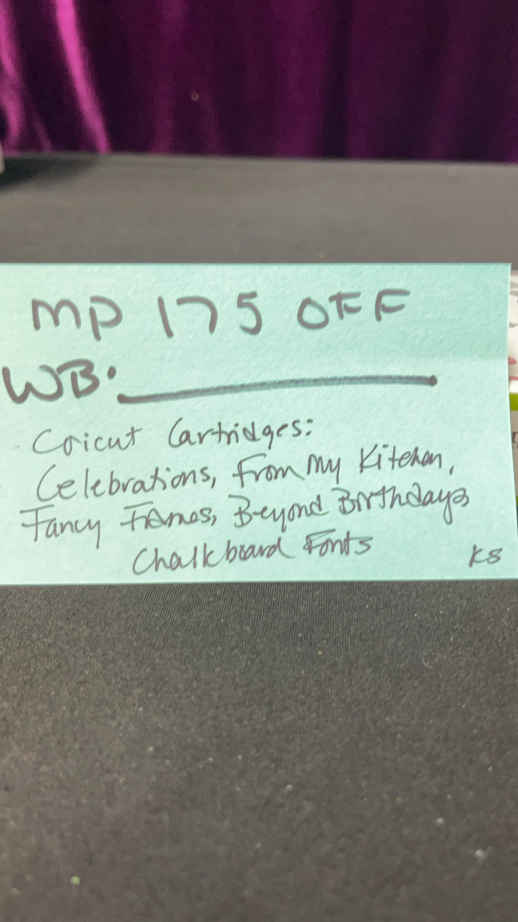 MP 175 OFF
WB:
Cricut Cartridges:
Celebrations, From My Kitchen,
Fancy Frames, Beyond Birthdays
Chalkboard Fonts
KS